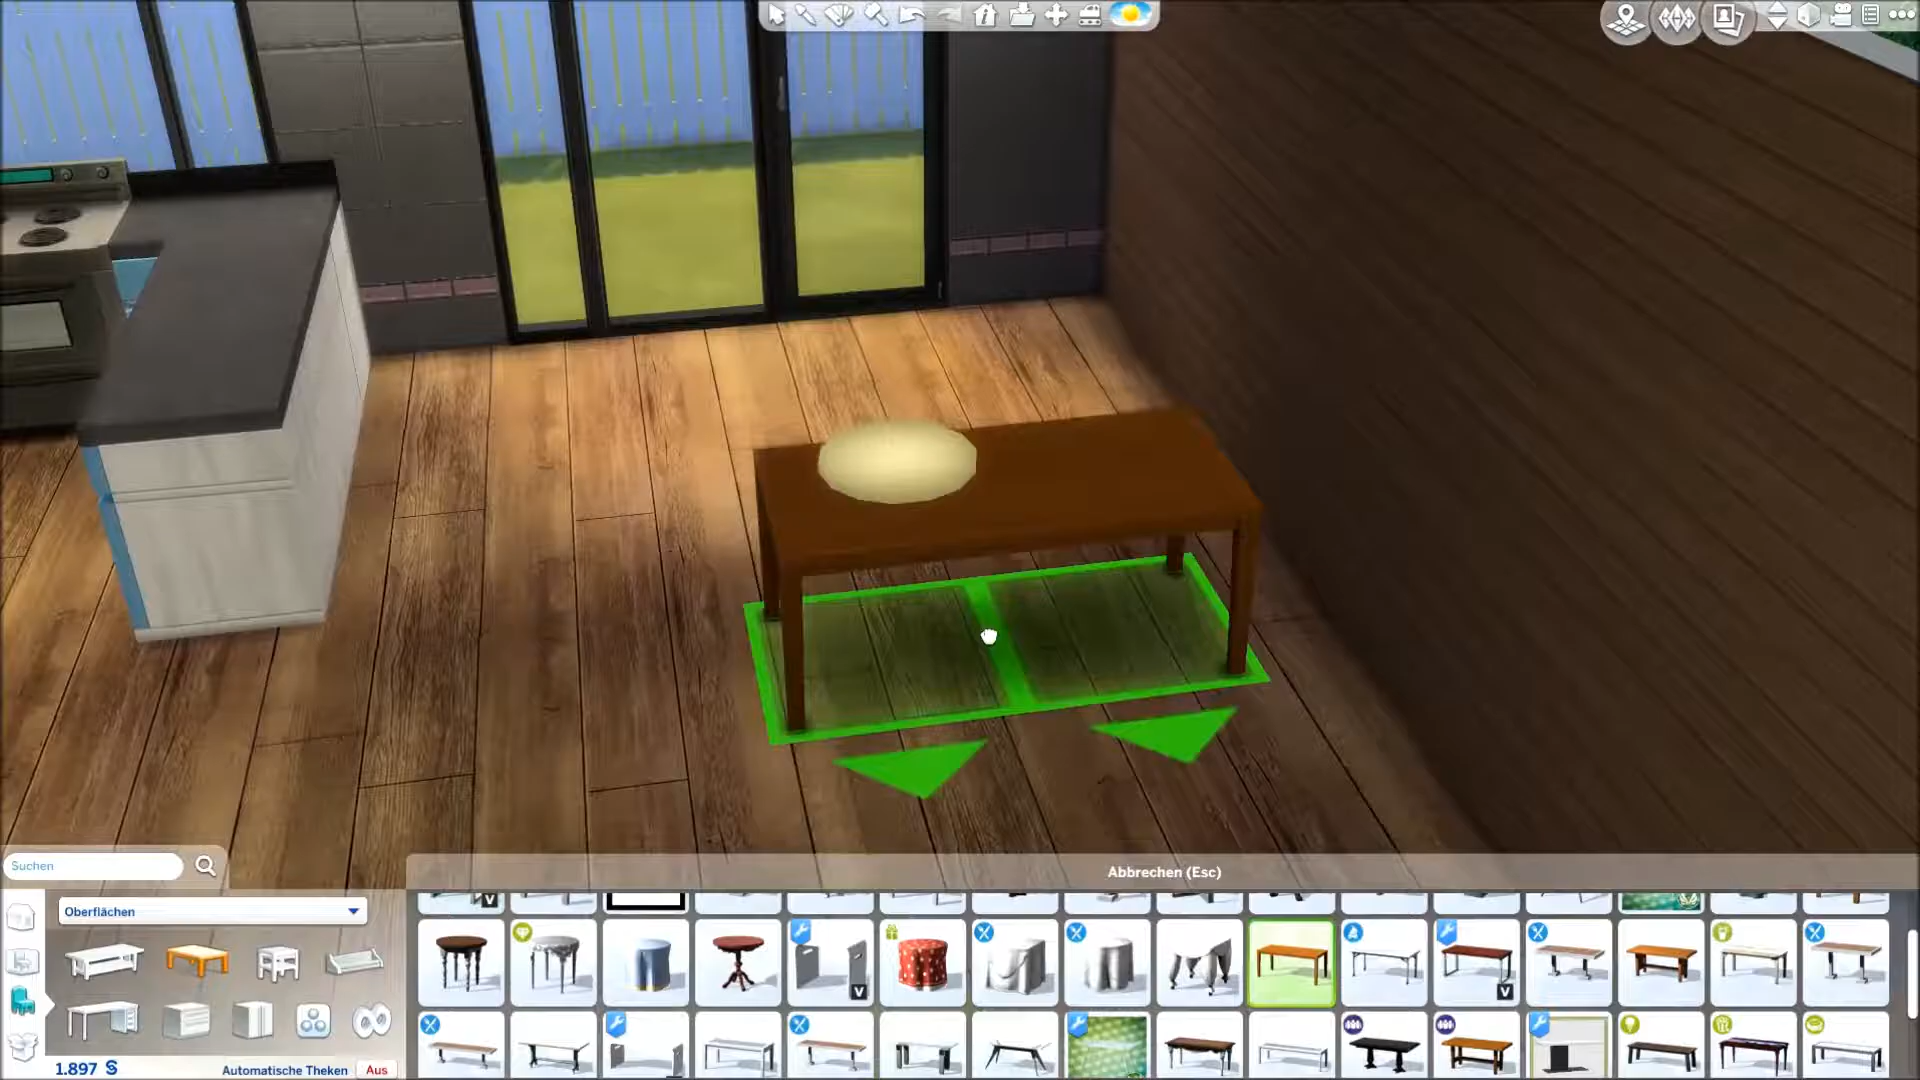 Suchen
Abbrechen (Esc)
Oberflächen
V
V
V
1.897 S
Automatische Theken
Aus